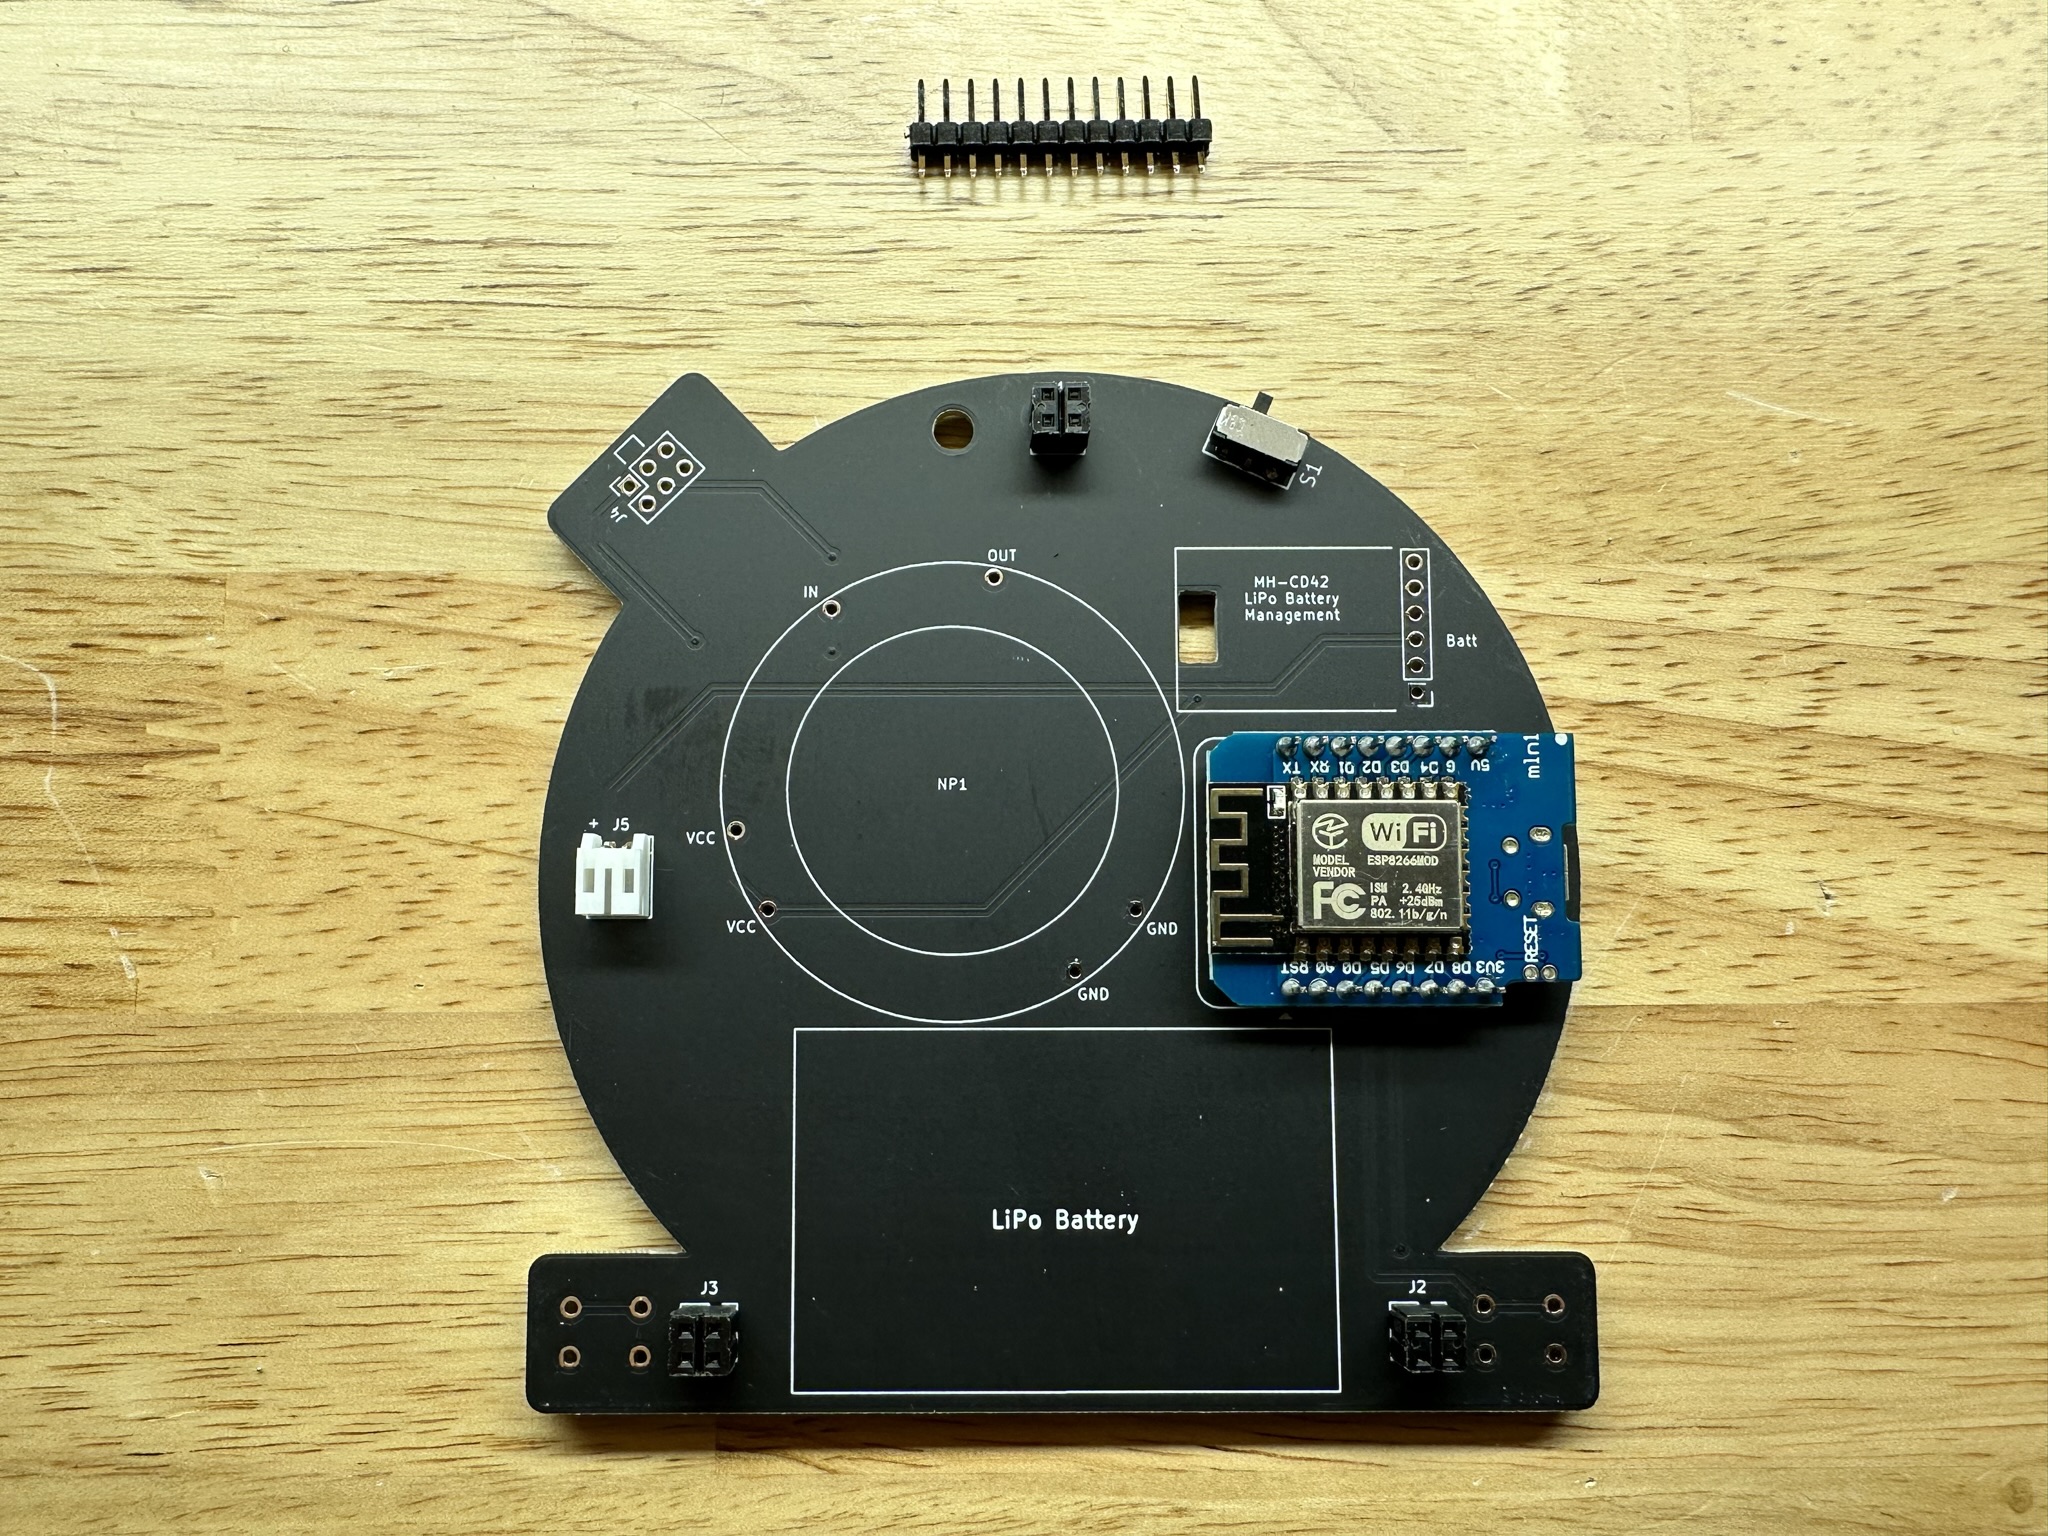 S1
J4
OUT
IN
MH-CD42
LiPo Battery
Management
Batt
NP1
+ J5
VCC
VCC
GND
GND
TX RX D1 D2 D3 D4 G 5V
mini
WiFi
MODEL ESP8266MOD
VENDOR
FC ISM 2.4GHz
PA +25dBm
802.11b/g/n
RST A0 D0 D5 D6 D7 D8 3V3
RESET
LiPo Battery
J3
J2